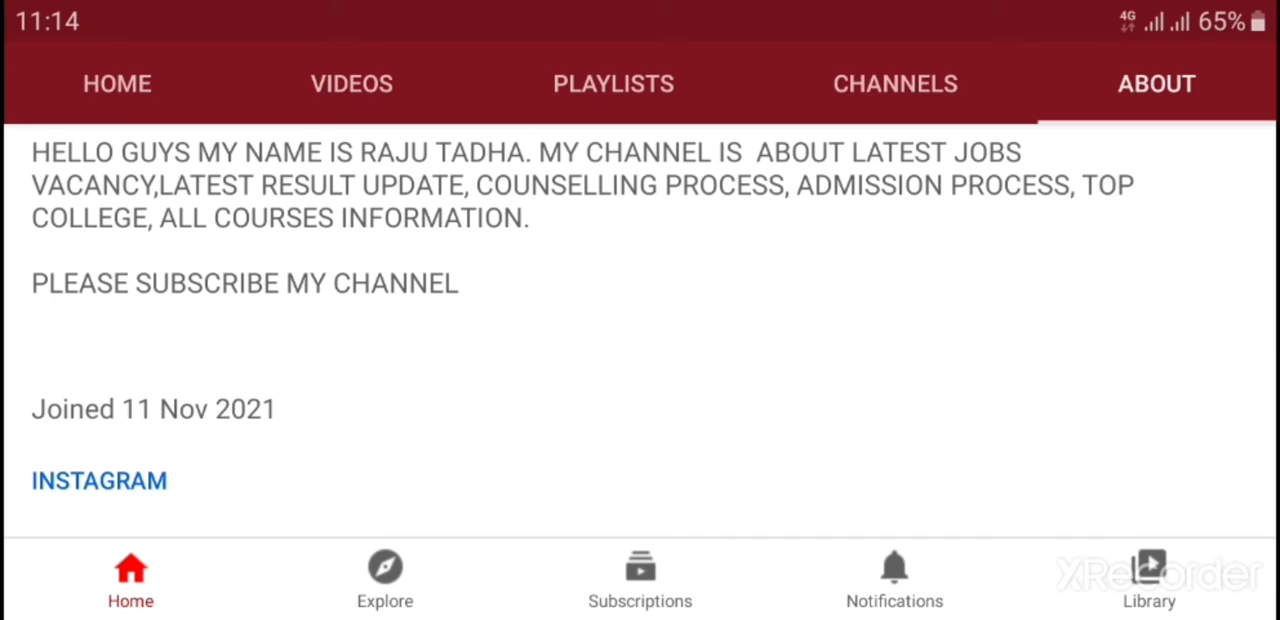 11:14
4G 65%
HOME VIDEOS PLAYLISTS CHANNELS ABOUT
HELLO GUYS MY NAME IS RAJU TADHA. MY CHANNEL IS  ABOUT LATEST JOBS
VACANCY,LATEST RESULT UPDATE, COUNSELLING PROCESS, ADMISSION PROCESS, TOP
COLLEGE, ALL COURSES INFORMATION.
PLEASE SUBSCRIBE MY CHANNEL
Joined 11 Nov 2021
INSTAGRAM
XRecorder
Home Explore Subscriptions Notifications Library